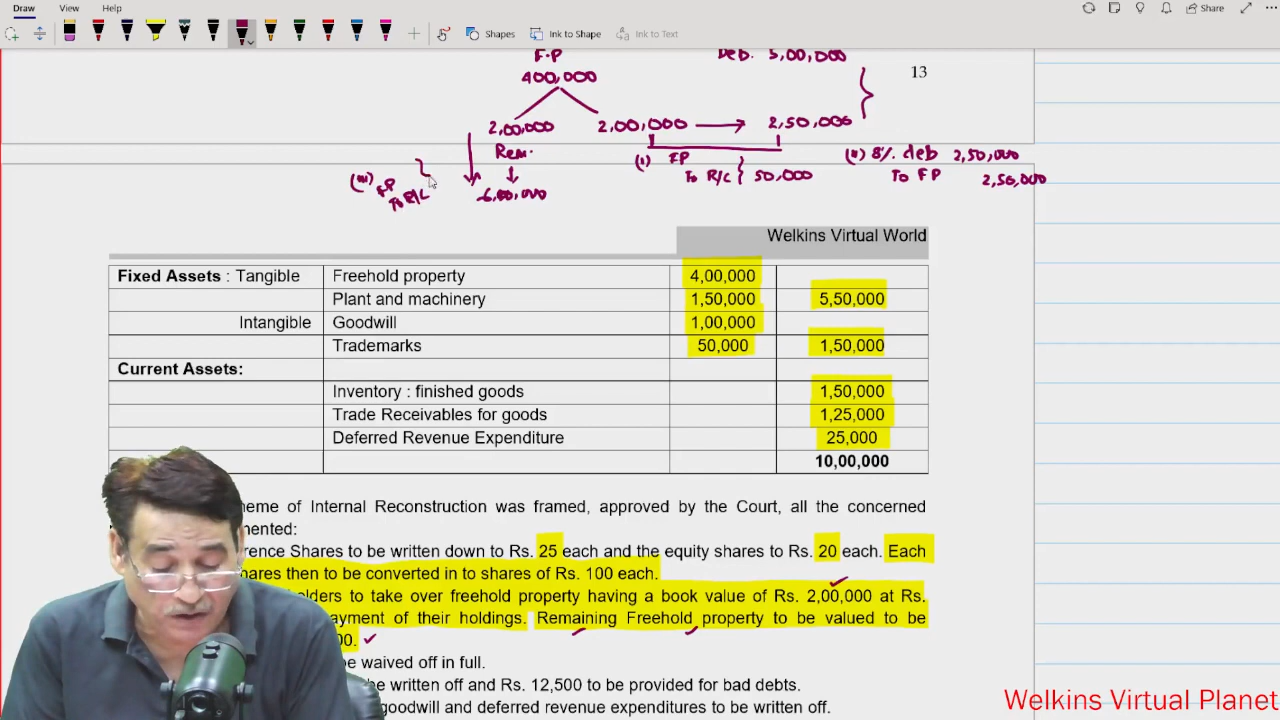 Draw View Help
Share
Shapes Ink to Shape Ink to Text
F.P Deb. 5,00,000
400,000
13
2,00,000 2,00,000 2,50,000
Rem. (i) FP (ii) 8% deb 2,50,000
(iii) FP To R/C 50,000 To FP 2,50,000
To R/C 6,00,000
Welkins Virtual World
Fixed Assets : Tangible Freehold property 4,00,000
Plant and machinery 1,50,000 5,50,000
Intangible Goodwill 1,00,000
Trademarks 50,000 1,50,000
Current Assets:
Inventory : finished goods 1,50,000
Trade Receivables for goods 1,25,000
Deferred Revenue Expenditure 25,000
10,00,000
heme of Internal Reconstruction was framed, approved by the Court, all the concerned
mented:
rence Shares to be written down to Rs. 25 each and the equity shares to Rs. 20 each. Each
hares then to be converted in to shares of Rs. 100 each.
holders to take over freehold property having a book value of Rs. 2,00,000 at Rs.
ayment of their holdings. Remaining Freehold property to be valued to be
00.
be waived off in full.
be written off and Rs. 12,500 to be provided for bad debts.
goodwill and deferred revenue expenditures to be written off.
Welkins Virtual Planet